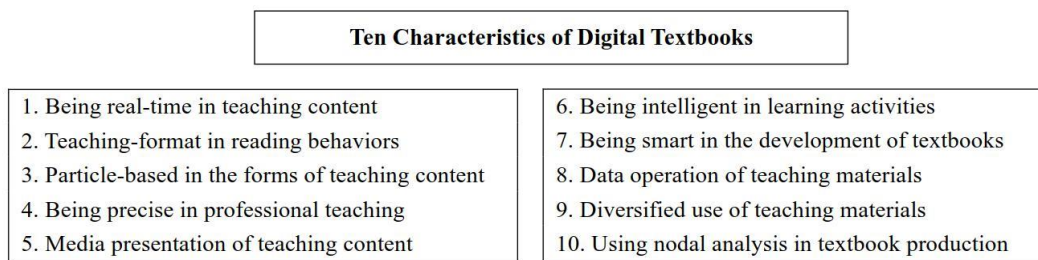 Ten Characteristics of Digital Textbooks
1. Being real-time in teaching content
2. Teaching-format in reading behaviors
3. Particle-based in the forms of teaching content
4. Being precise in professional teaching
5. Media presentation of teaching content
6. Being intelligent in learning activities
7. Being smart in the development of textbooks
8. Data operation of teaching materials
9. Diversified use of teaching materials
10. Using nodal analysis in textbook production